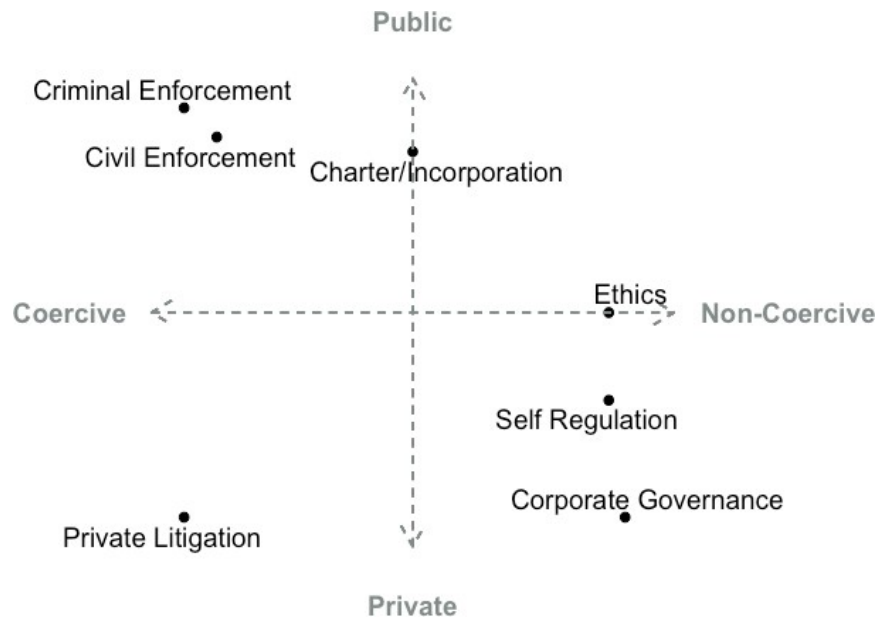 Public
Criminal Enforcement
Civil Enforcement
Charter/Incorporation
Ethics
Coercive
Non-Coercive
Self Regulation
Corporate Governance
Private Litigation
Private